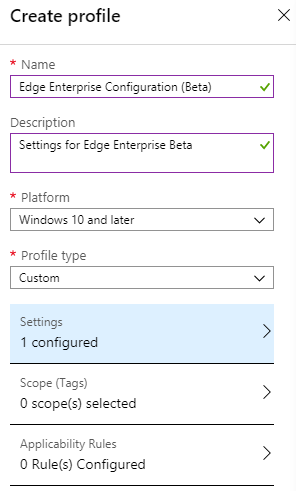 Create profile
* Name
Edge Enterprise Configuration (Beta)
Description
Settings for Edge Enterprise Beta
* Platform
Windows 10 and later
* Profile type
Custom
Settings
1 configured
Scope (Tags)
0 scope(s) selected
Applicability Rules
0 Rule(s) Configured